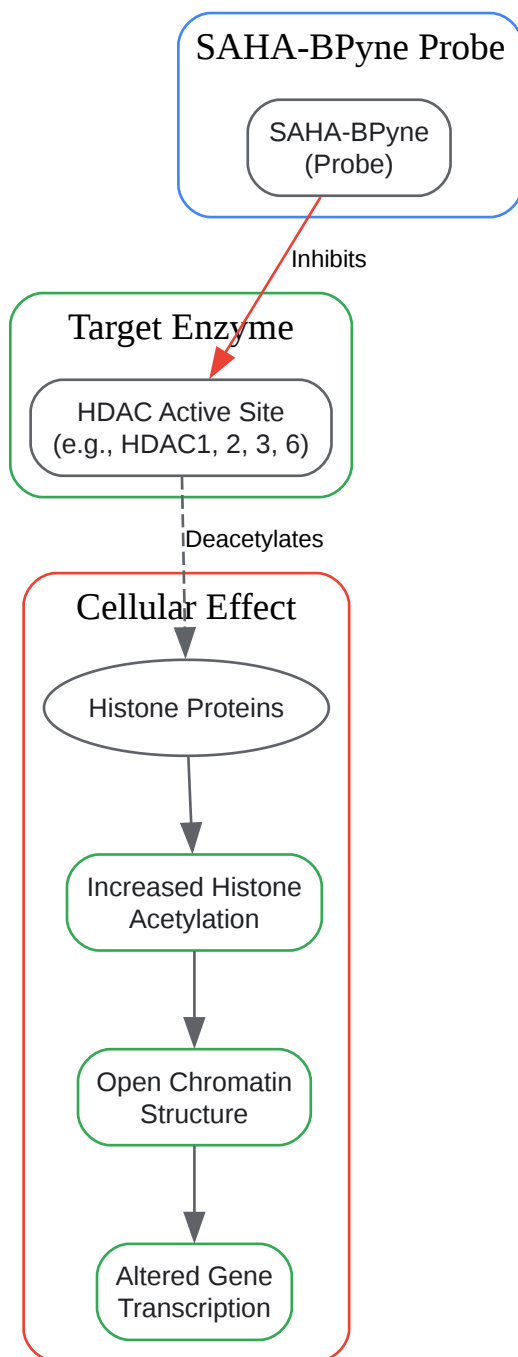 SAHA-BPyne Probe
SAHA-BPyne
(Probe)
Inhibits
Target Enzyme
HDAC Active Site
(e.g., HDAC1, 2, 3, 6)
Deacetylates
Cellular Effect
Histone Proteins
Increased Histone
Acetylation
Open Chromatin
Structure
Altered Gene
Transcription